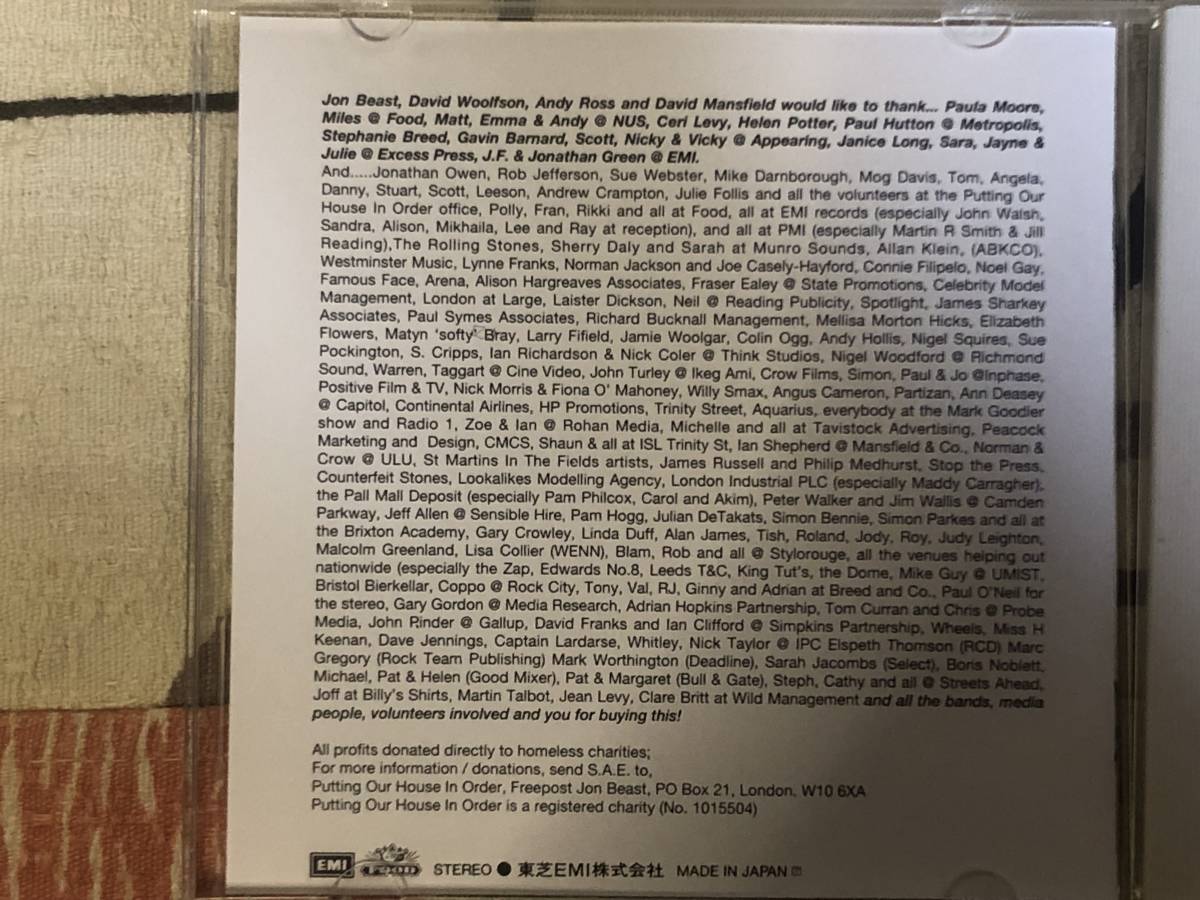 Jon Beast, David Woolfson, Andy Ross and David Mansfield would like to thank... Paula Moore,
Miles @ Food, Matt, Emma & Andy @ NUS, Ceri Levy, Helen Potter, Paul Hutton @ Metropolis,
Stephanie Breed, Gavin Barnard, Scott, Nicky & Vicky @ Appearing, Janice Long, Sara, Jayne &
Julie @ Excess Press, J.F. & Jonathan Green @ EMI.
And.....Jonathan Owen, Rob Jefferson, Sue Webster, Mike Darnborough, Mog Davis, Tom, Angela,
Danny, Stuart, Scott, Leeson, Andrew Crampton, Julie Follis and all the volunteers at the Putting Our
House In Order office, Polly, Fran, Rikki and all at Food, all at EMI records (especially John Walsh,
Sandra, Alison, Mikhaila, Lee and Ray at reception), and all at PMI (especially Martin R Smith & Jill
Reading),The Rolling Stones, Sherry Daly and Sarah at Munro Sounds, Allan Klein, (ABKCO),
Westminster Music, Lynne Franks, Norman Jackson and Joe Casely-Hayford, Connie Filipelo, Noel Gay,
Famous Face, Arena, Alison Hargreaves Associates, Fraser Ealey @ State Promotions, Celebrity Model
Management, London at Large, Laister Dickson, Neil @ Reading Publicity, Spotlight, James Sharkey
Associates, Paul Symes Associates, Richard Bucknall Management, Mellisa Morton Hicks, Elizabeth
Flowers, Matyn 'softy' Bray, Larry Fifield, Jamie Woolgar, Colin Ogg, Andy Hollis, Nigel Squires, Sue
Pockington, S. Cripps, Ian Richardson & Nick Coler @ Think Studios, Nigel Woodford @ Richmond
Sound, Warren, Taggart @ Cine Video, John Turley @ Ikeg Ami, Crow Films, Simon, Paul & Jo @Inphase,
Positive Film & TV, Nick Morris & Fiona O' Mahoney, Willy Smax, Angus Cameron, Partizan, Ann Deasey
@ Capitol, Continental Airlines, HP Promotions, Trinity Street, Aquarius, everybody at the Mark Goodier
show and Radio 1, Zoe & Ian @ Rohan Media, Michelle and all at Tavistock Advertising, Peacock
Marketing and Design, CMCS, Shaun & all at ISL Trinity St, Ian Shepherd @ Mansfield & Co., Norman &
Crow @ ULU, St Martins In The Fields artists, James Russell and Philip Medhurst, Stop the Press,
Counterfeit Stones, Lookalikes Modelling Agency, London Industrial PLC (especially Maddy Carragher),
the Pall Mall Deposit (especially Pam Philcox, Carol and Akim), Peter Walker and Jim Wallis @ Camden
Parkway, Jeff Allen @ Sensible Hire, Pam Hogg, Julian DeTakats, Simon Bennie, Simon Parkes and all at
the Brixton Academy, Gary Crowley, Linda Duff, Alan James, Tish, Roland, Jody, Roy, Judy Leighton,
Malcolm Greenland, Lisa Collier (WENN), Blam, Rob and all @ Stylorouge, all the venues helping out
nationwide (especially the Zap, Edwards No.8, Leeds T&C, King Tut's, the Dome, Mike Guy @ UMIST,
Bristol Bierkellar, Coppo @ Rock City, Tony, Val, RJ, Ginny and Adrian at Breed and Co., Paul O'Neil for
the stereo, Gary Gordon @ Media Research, Adrian Hopkins Partnership, Tom Curran and Chris @ Probe
Media, John Rinder @ Gallup, David Franks and Ian Clifford @ Simpkins Partnership, Wheels, Miss H
Keenan, Dave Jennings, Captain Lardarse, Whitley, Nick Taylor @ IPC Elspeth Thomson (RCD) Marc
Gregory (Rock Team Publishing) Mark Worthington (Deadline), Sarah Jacombs (Select), Boris Noblett,
Michael, Pat & Helen (Good Mixer), Pat & Margaret (Bull & Gate), Steph, Cathy and all @ Streets Ahead,
Joff at Billy's Shirts, Martin Talbot, Jean Levy, Clare Britt at Wild Management and all the bands, media
people, volunteers involved and you for buying this!
All profits donated directly to homeless charities;
For more information / donations, send S.A.E. to,
Putting Our House In Order, Freepost Jon Beast, PO Box 21, London, W10 6XA
Putting Our House In Order is a registered charity (No. 1015504)
EMI FOOD STEREO ● 東芝EMI株式会社 MADE IN JAPAN